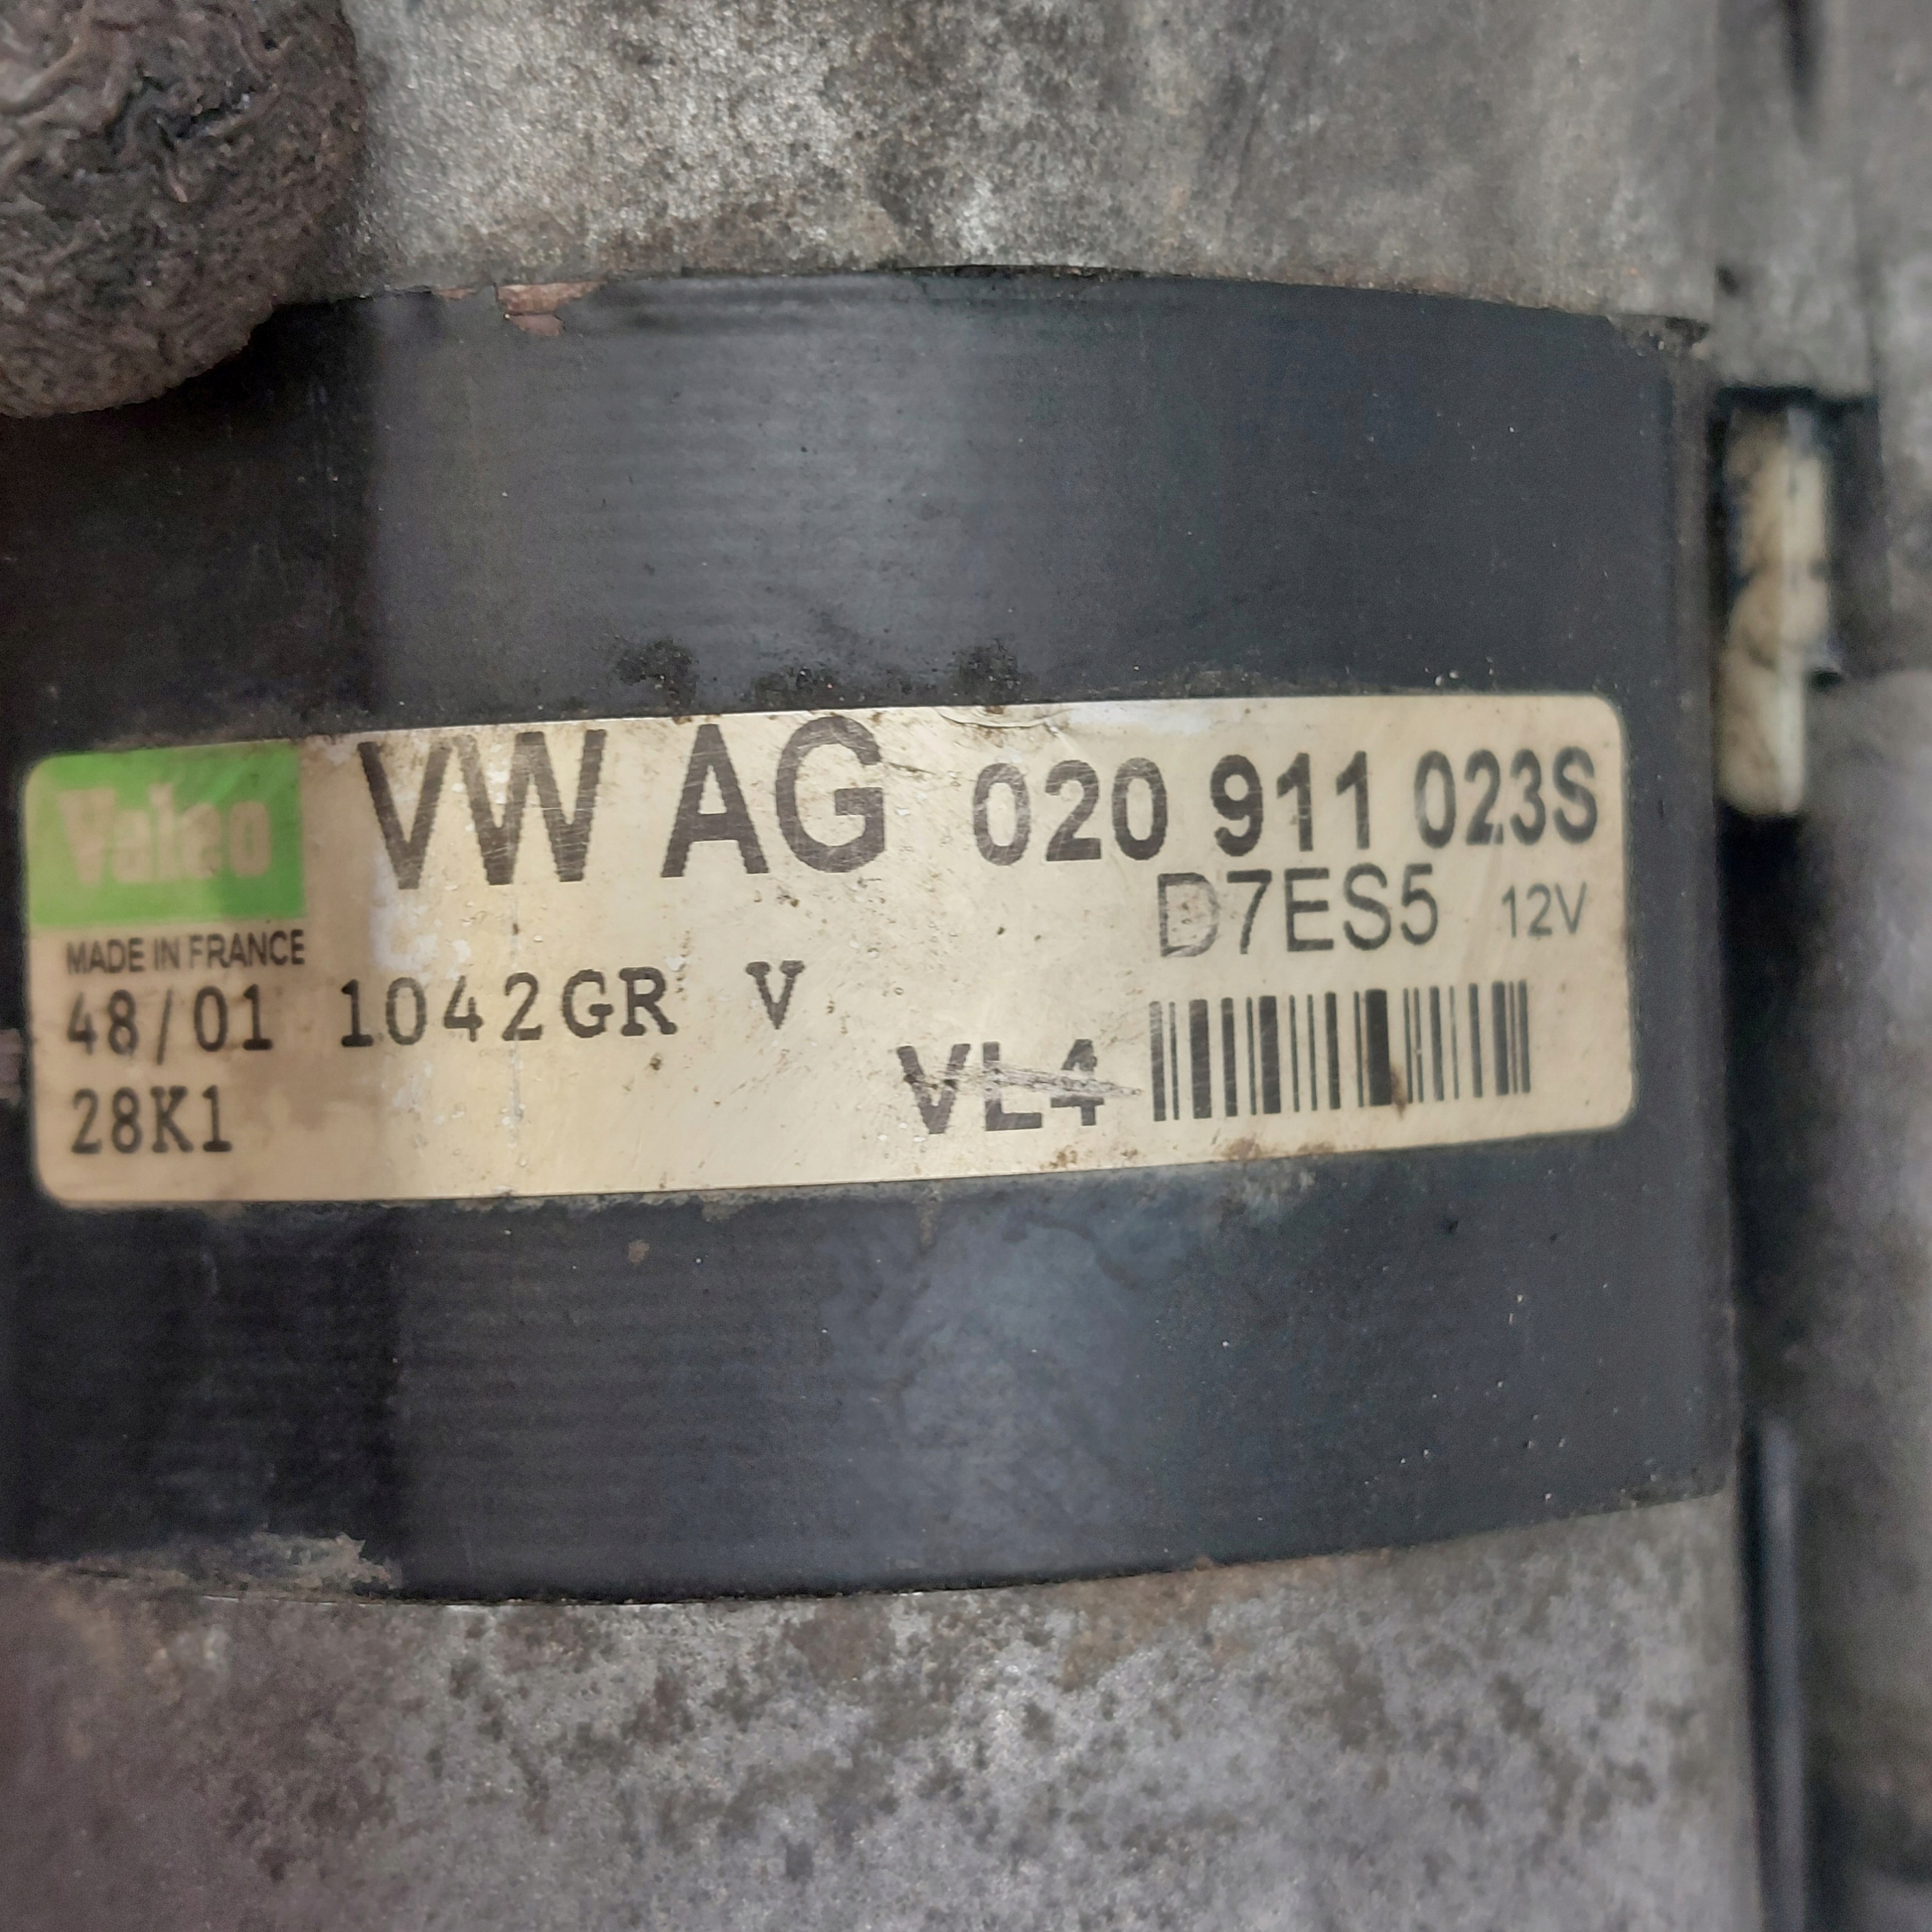 Valeo VW AG 020 911 023S
D7ES5 12V
MADE IN FRANCE
48/01 1042GR V
VL4
28K1